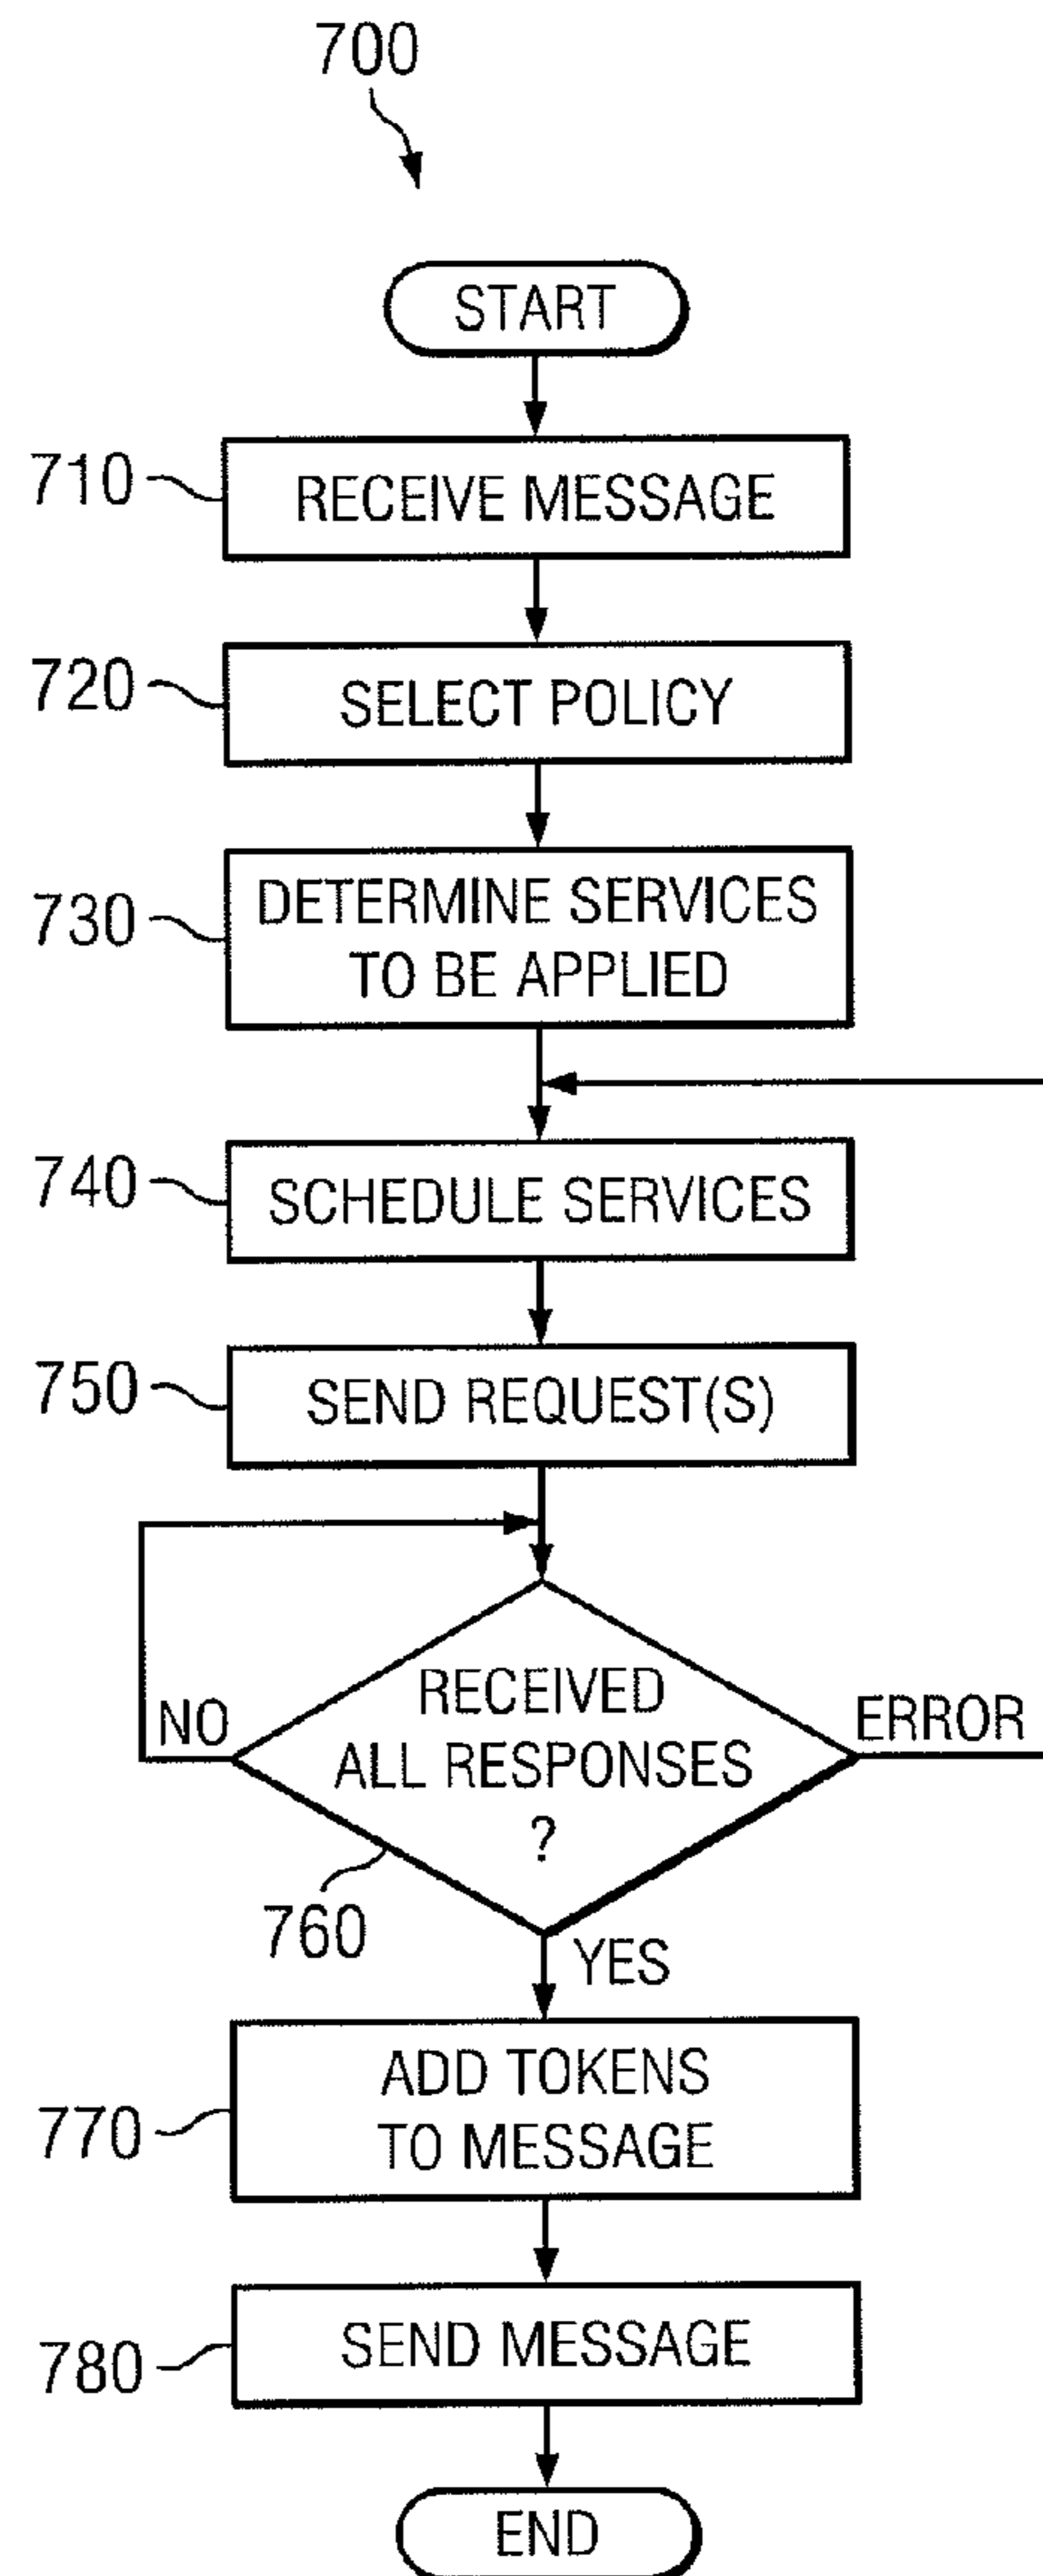 700
START
710
RECEIVE MESSAGE
720
SELECT POLICY
730
DETERMINE SERVICES
TO BE APPLIED
740
SCHEDULE SERVICES
750
SEND REQUEST(S)
NO
RECEIVED
ALL RESPONSES
?
ERROR
760
YES
770
ADD TOKENS
TO MESSAGE
780
SEND MESSAGE
END